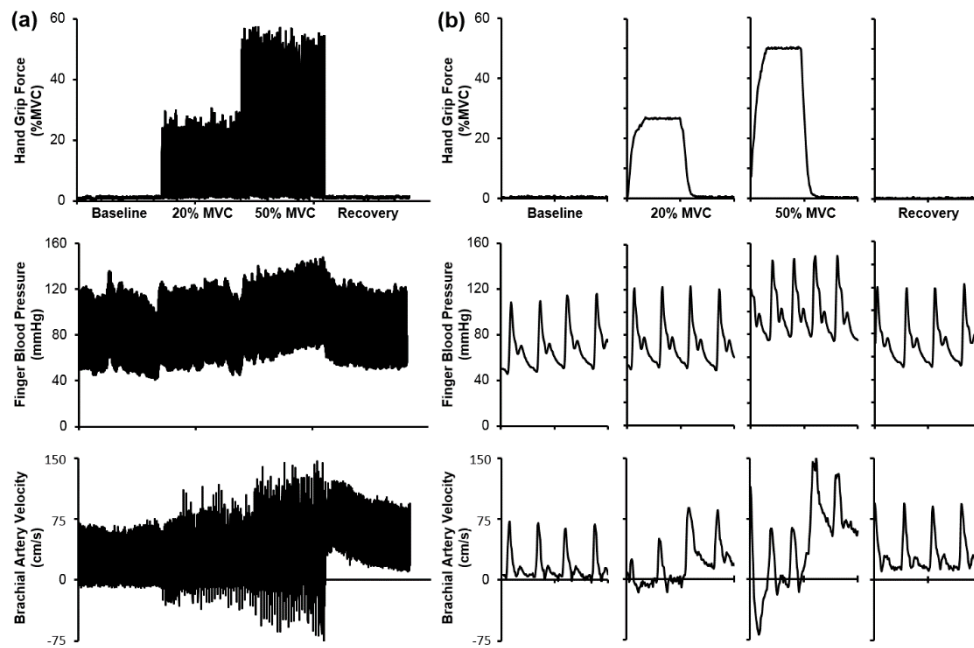 (a)
Hand Grip Force
(%MVC)
60
40
20
0
Baseline 20% MVC 50% MVC Recovery
Finger Blood Pressure
(mmHg)
160
120
80
40
0
Brachial Artery Velocity
(cm/s)
150
75
0
-75
(b)
Hand Grip Force
(%MVC)
60
40
20
0
Baseline 20% MVC 50% MVC Recovery
Finger Blood Pressure
(mmHg)
160
120
80
40
0
Brachial Artery Velocity
(cm/s)
150
75
0
-75